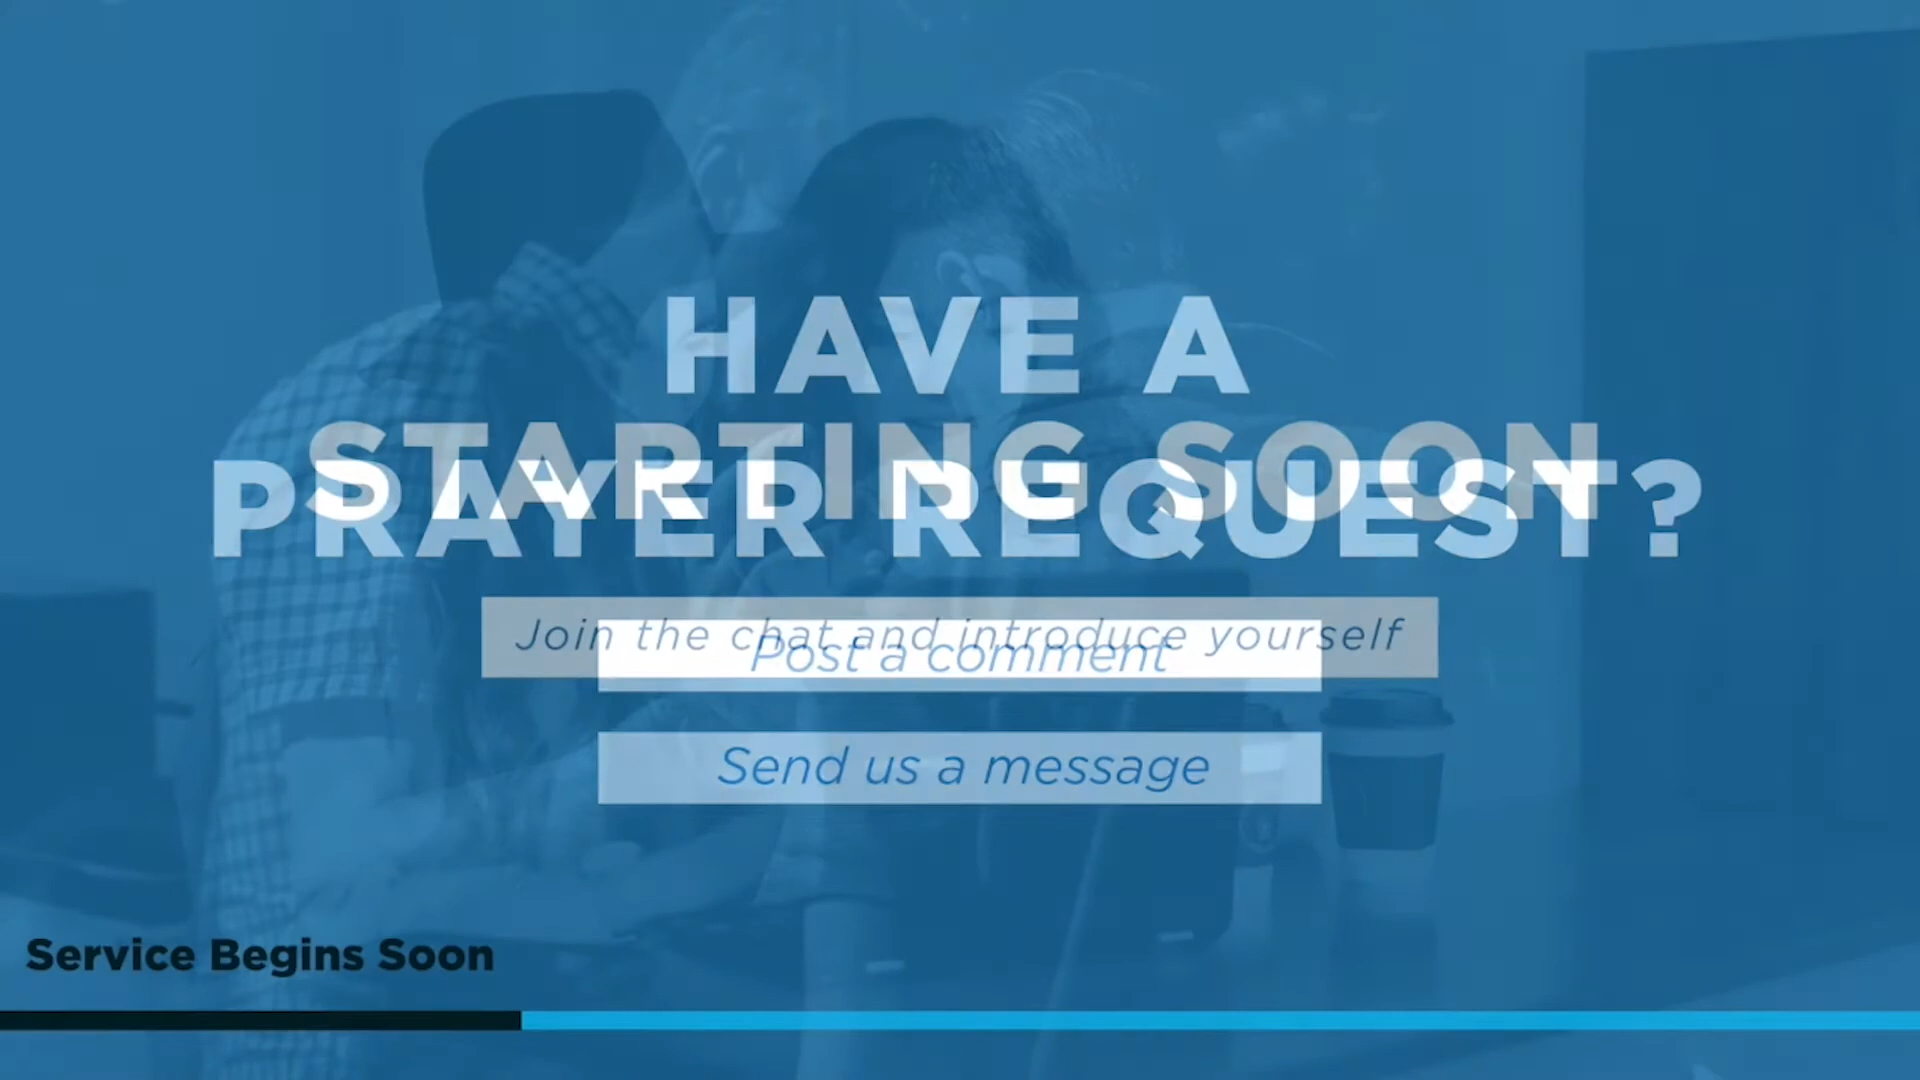 HAVE A
STARTING SOON
PRAYER REQUEST?
Join the chat and introduce yourself
Post a comment
Send us a message
Service Begins Soon